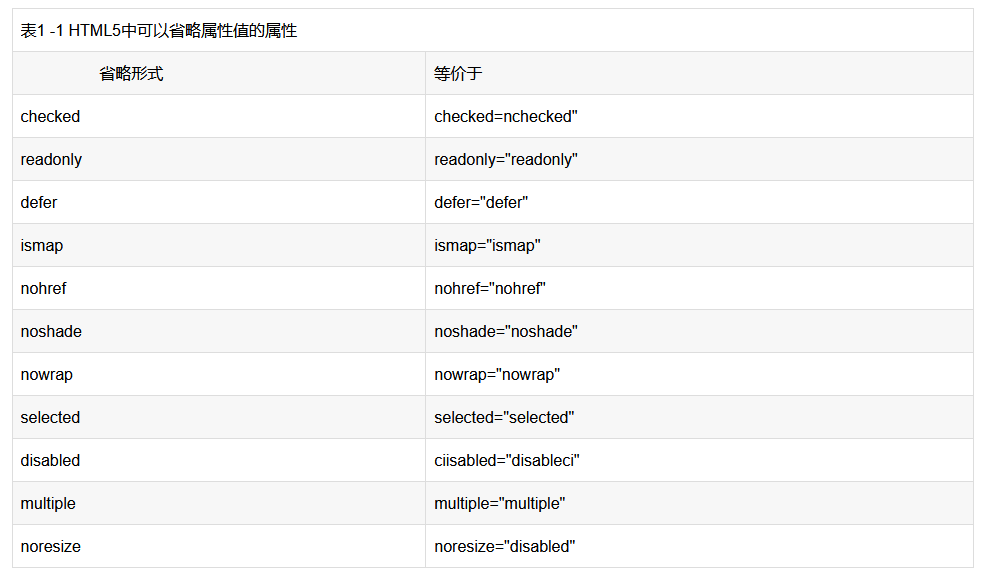 表1 -1 HTML5中可以省略属性值的属性
省略形式 等价于
checked checked=nchecked"
readonly readonly="readonly"
defer defer="defer"
ismap ismap="ismap"
nohref nohref="nohref"
noshade noshade="noshade"
nowrap nowrap="nowrap"
selected selected="selected"
disabled ciisabled="disableci"
multiple multiple="multiple"
noresize noresize="disabled"